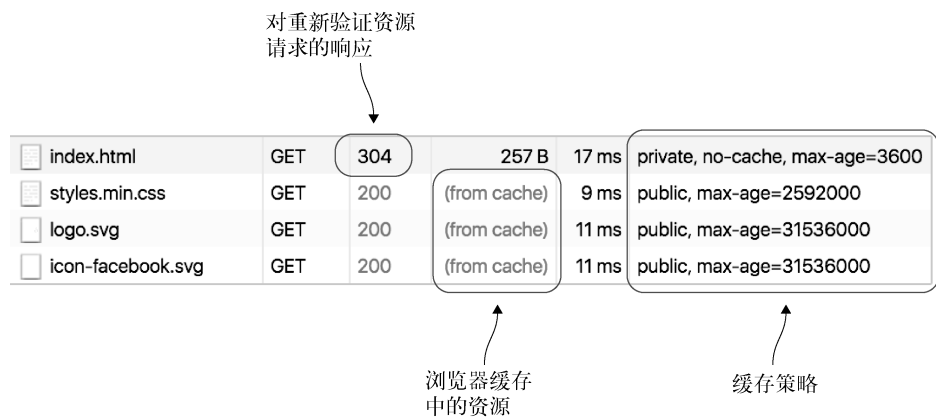 对重新验证资源
请求的响应
index.html GET 304 257 B 17 ms private, no-cache, max-age=3600
styles.min.css GET 200 (from cache) 9 ms public, max-age=2592000
logo.svg GET 200 (from cache) 11 ms public, max-age=31536000
icon-facebook.svg GET 200 (from cache) 11 ms public, max-age=31536000
浏览器缓存
中的资源
缓存策略